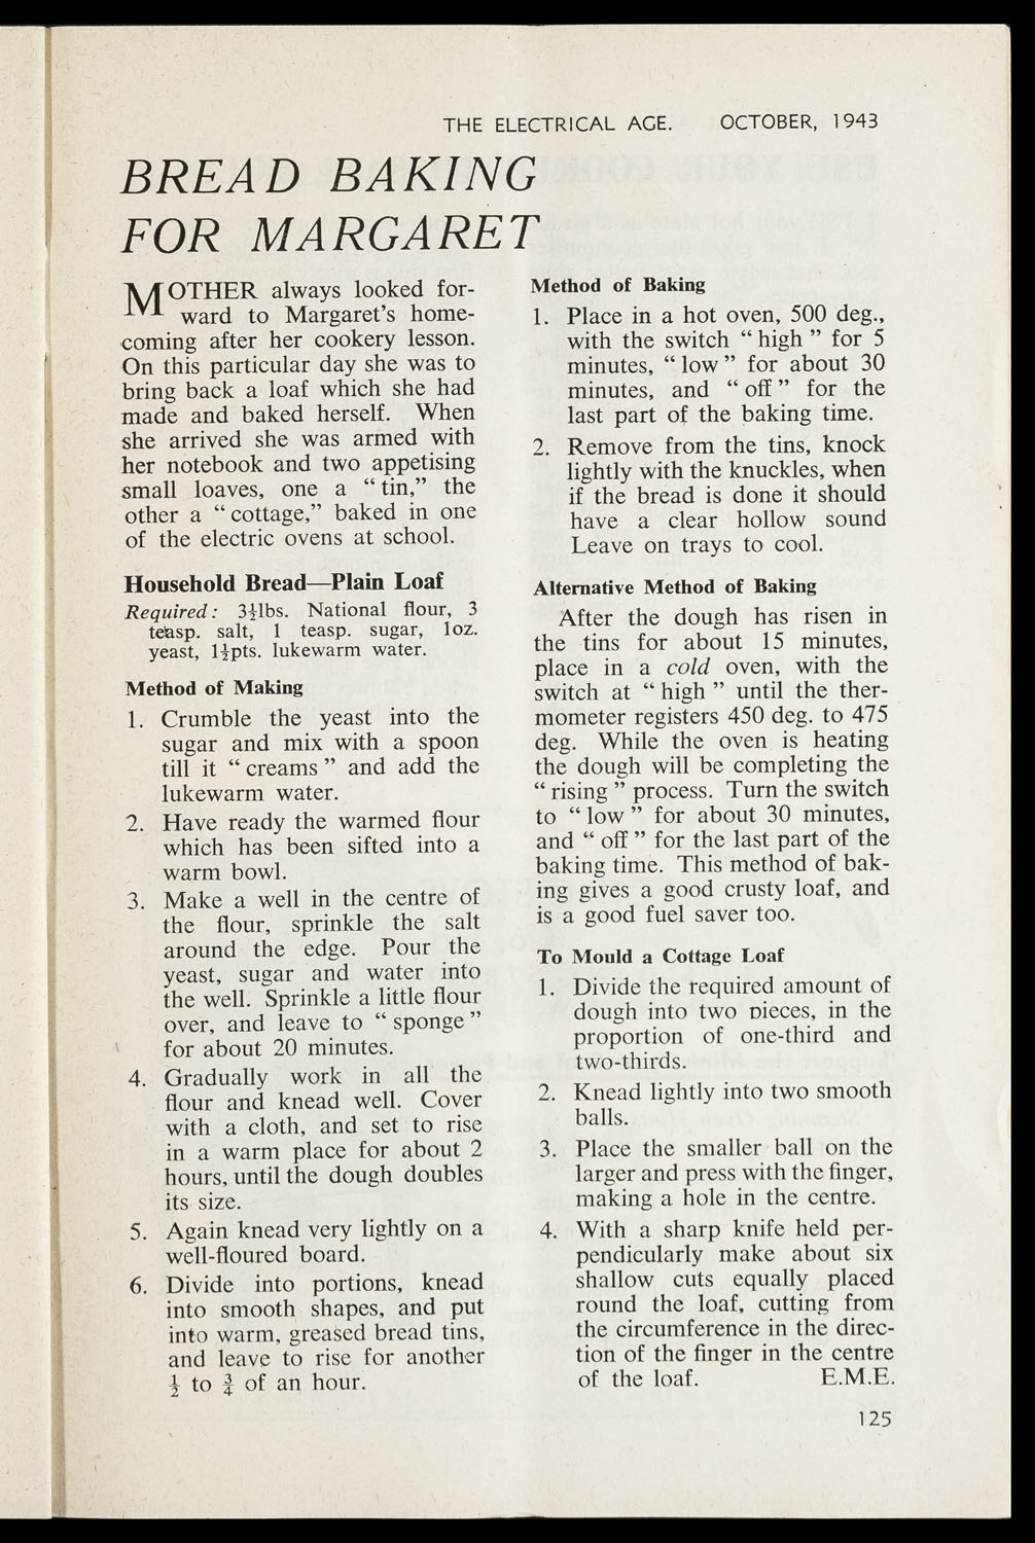 THE ELECTRICAL AGE. OCTOBER, 1943
BREAD BAKING
FOR MARGARET
MOTHER always looked for-
ward to Margaret's home-
coming after her cookery lesson.
On this particular day she was to
bring back a loaf which she had
made and baked herself. When
she arrived she was armed with
her notebook and two appetising
small loaves, one a "tin," the
other a "cottage," baked in one
of the electric ovens at school.
Household Bread—Plain Loaf
Required: 3½lbs. National flour, 3
teasp. salt, 1 teasp. sugar, 1oz.
yeast, 1½pts. lukewarm water.
Method of Making
1. Crumble the yeast into the
sugar and mix with a spoon
till it "creams" and add the
lukewarm water.
2. Have ready the warmed flour
which has been sifted into a
warm bowl.
3. Make a well in the centre of
the flour, sprinkle the salt
around the edge. Pour the
yeast, sugar and water into
the well. Sprinkle a little flour
over, and leave to "sponge"
for about 20 minutes.
4. Gradually work in all the
flour and knead well. Cover
with a cloth, and set to rise
in a warm place for about 2
hours, until the dough doubles
its size.
5. Again knead very lightly on a
well-floured board.
6. Divide into portions, knead
into smooth shapes, and put
into warm, greased bread tins,
and leave to rise for another
½ to ¾ of an hour.
Method of Baking
1. Place in a hot oven, 500 deg.,
with the switch "high" for 5
minutes, "low" for about 30
minutes, and "off" for the
last part of the baking time.
2. Remove from the tins, knock
lightly with the knuckles, when
if the bread is done it should
have a clear hollow sound
Leave on trays to cool.
Alternative Method of Baking
After the dough has risen in
the tins for about 15 minutes,
place in a cold oven, with the
switch at "high" until the ther-
mometer registers 450 deg. to 475
deg. While the oven is heating
the dough will be completing the
"rising" process. Turn the switch
to "low" for about 30 minutes,
and "off" for the last part of the
baking time. This method of bak-
ing gives a good crusty loaf, and
is a good fuel saver too.
To Mould a Cottage Loaf
1. Divide the required amount of
dough into two pieces, in the
proportion of one-third and
two-thirds.
2. Knead lightly into two smooth
balls.
3. Place the smaller ball on the
larger and press with the finger,
making a hole in the centre.
4. With a sharp knife held per-
pendicularly make about six
shallow cuts equally placed
round the loaf, cutting from
the circumference in the direc-
tion of the finger in the centre
of the loaf. E.M.E.
125